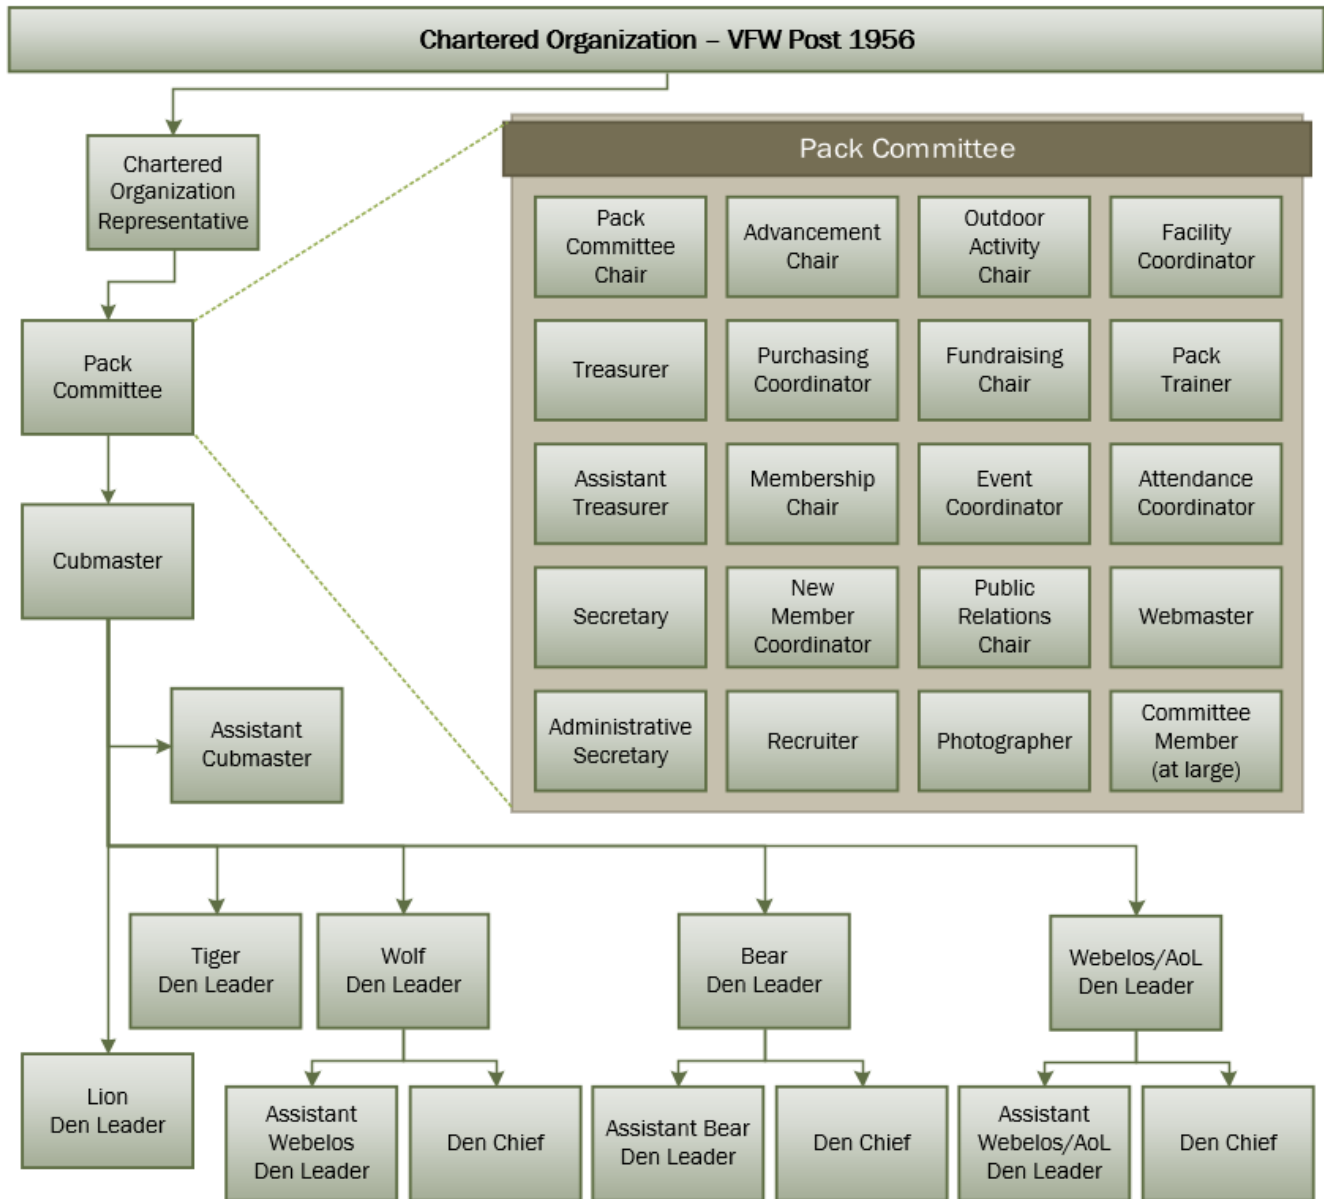 Chartered Organization – VFW Post 1956
Chartered
Organization
Representative
Pack
Committee
Cubmaster
Assistant
Cubmaster
Pack Committee
Pack
Committee
Chair
Advancement
Chair
Outdoor
Activity
Chair
Facility
Coordinator
Treasurer
Purchasing
Coordinator
Fundraising
Chair
Pack
Trainer
Assistant
Treasurer
Membership
Chair
Event
Coordinator
Attendance
Coordinator
Secretary
New
Member
Coordinator
Public
Relations
Chair
Webmaster
Administrative
Secretary
Recruiter
Photographer
Committee
Member
(at large)
Tiger
Den Leader
Wolf
Den Leader
Bear
Den Leader
Webelos/AoL
Den Leader
Lion
Den Leader
Assistant
Webelos
Den Leader
Den Chief
Assistant Bear
Den Leader
Den Chief
Assistant
Webelos/AoL
Den Leader
Den Chief